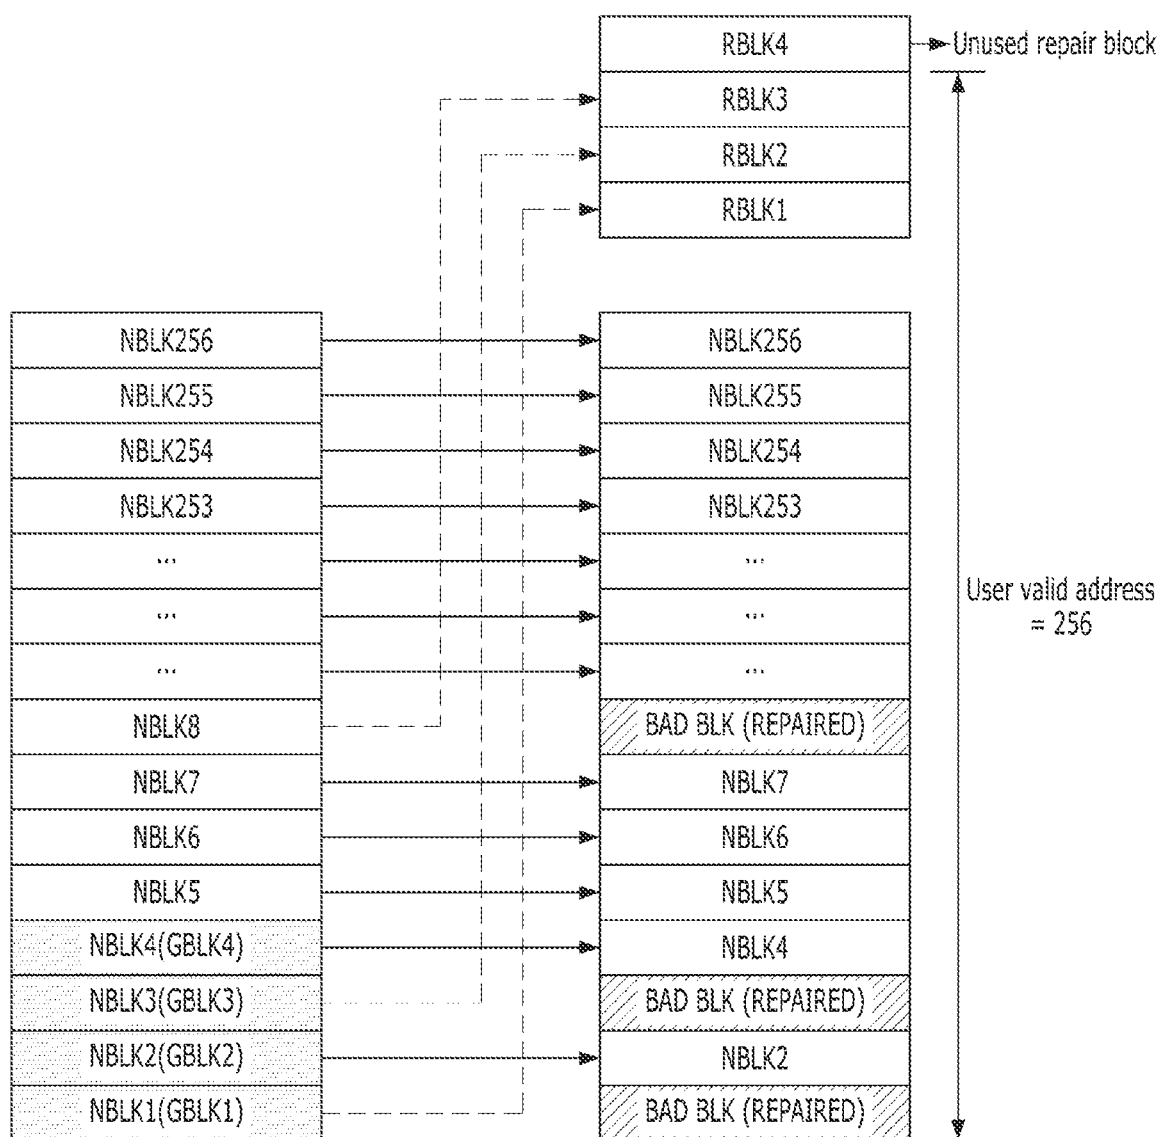 RBLK4
Unused repair block
RBLK3
RBLK2
RBLK1
NBLK256
NBLK256
NBLK255
NBLK255
NBLK254
NBLK254
NBLK253
NBLK253
...
...
...
...
User valid address
= 256
...
...
NBLK8
BAD BLK (REPAIRED)
NBLK7
NBLK7
NBLK6
NBLK6
NBLK5
NBLK5
NBLK4(GBLK4)
NBLK4
NBLK3(GBLK3)
BAD BLK (REPAIRED)
NBLK2(GBLK2)
NBLK2
NBLK1(GBLK1)
BAD BLK (REPAIRED)